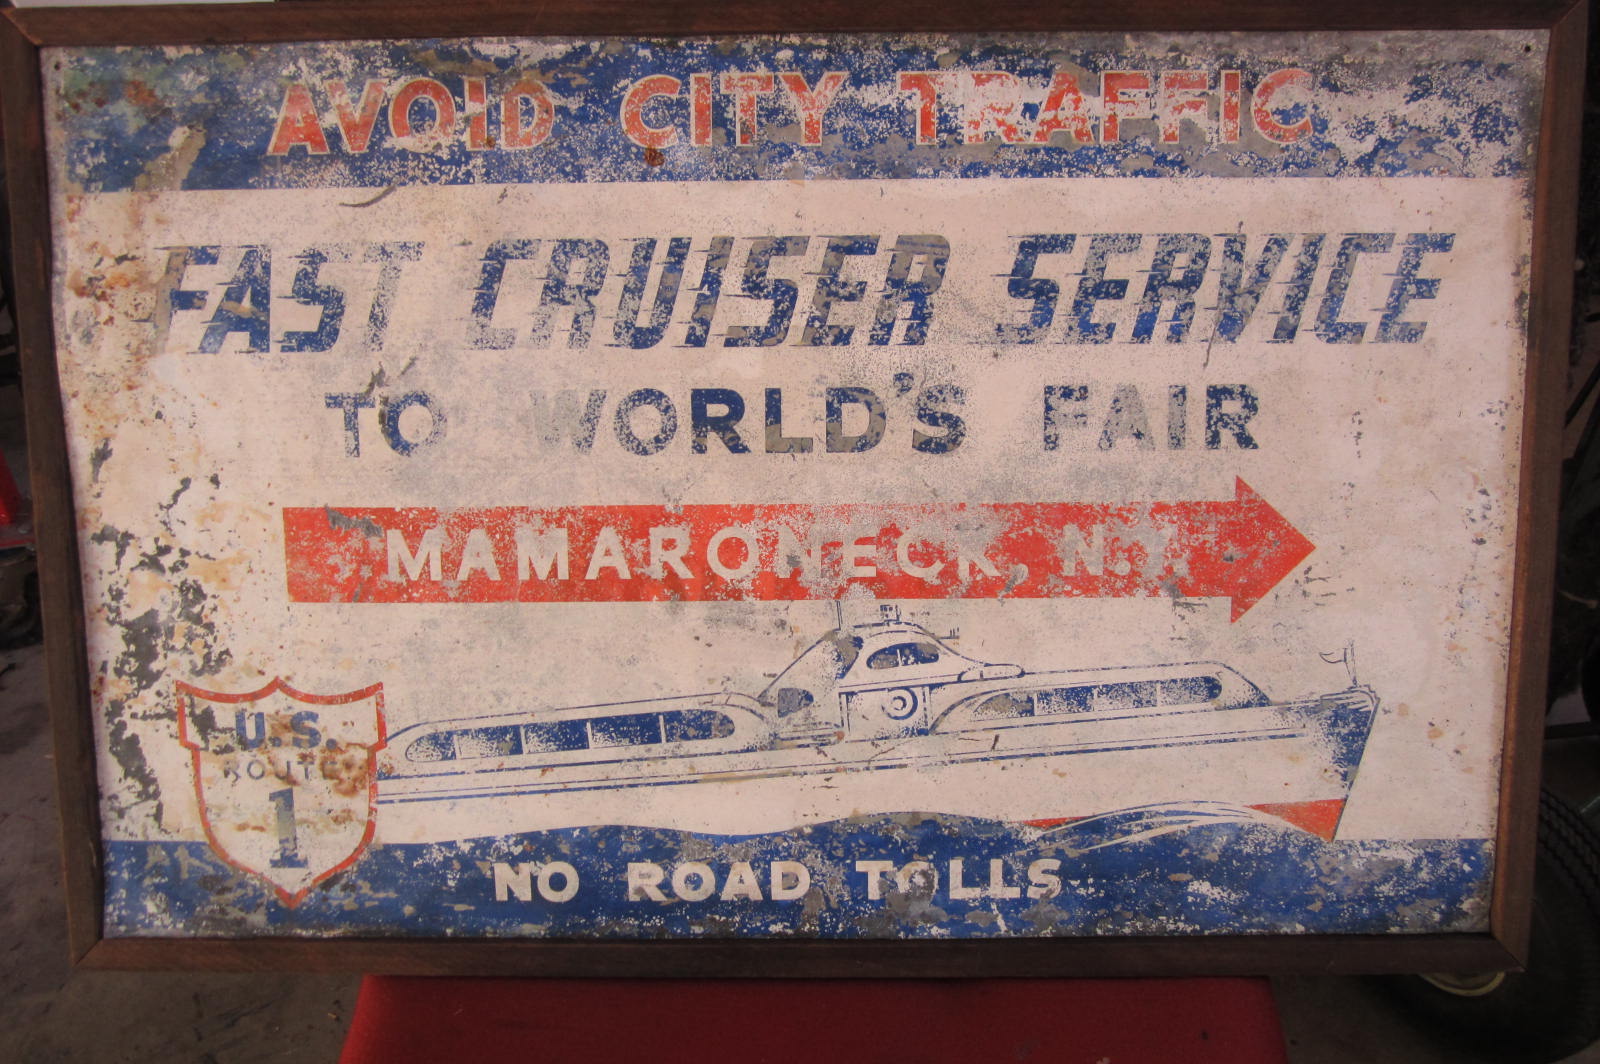 AVOID CITY TRAFFIC
FAST CRUISER SERVICE
TO WORLD'S FAIR
MAMARONECK, N.Y.
U.S.
ROUTE
1
NO ROAD TOLLS